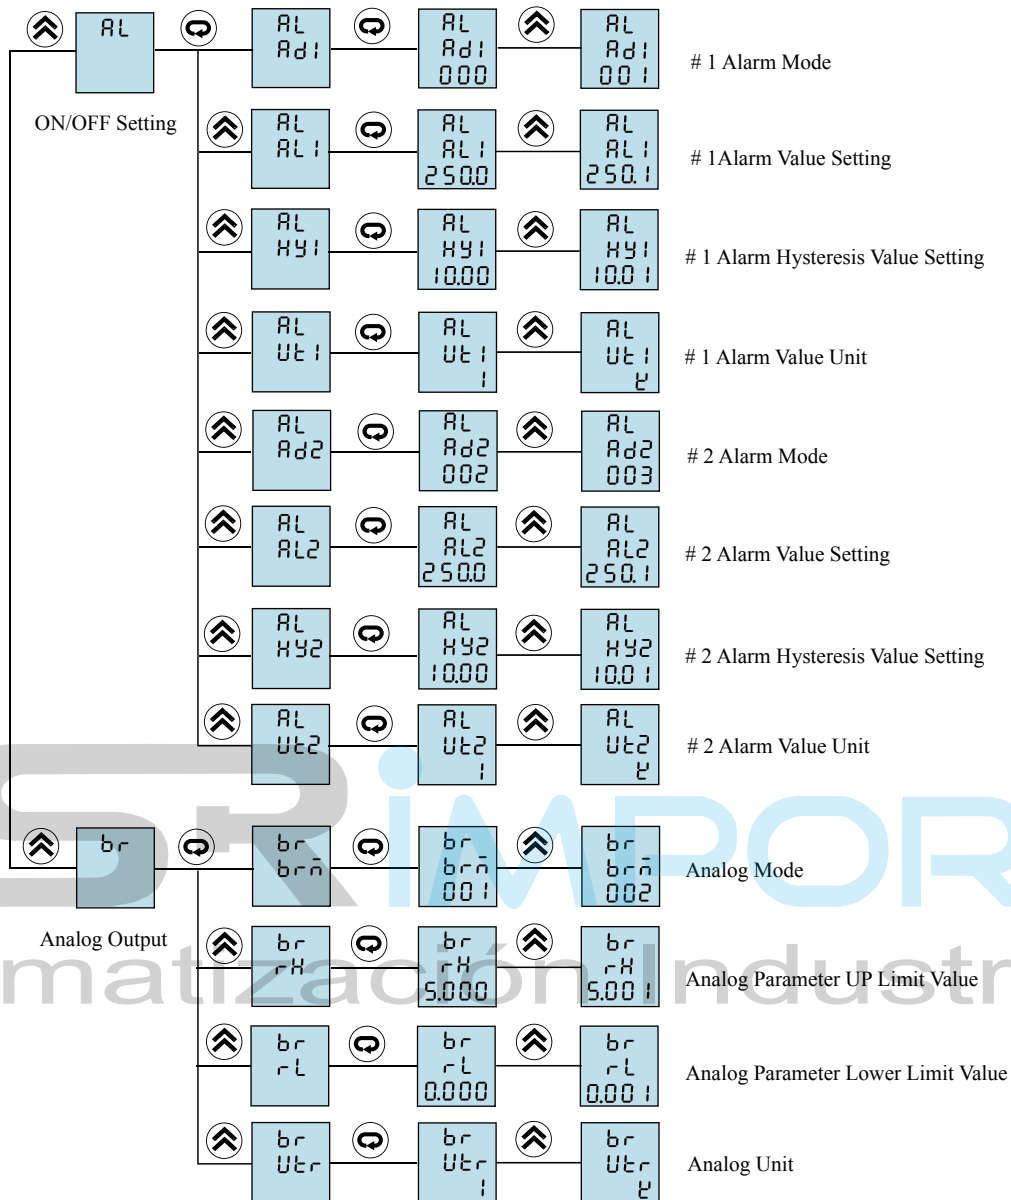 AL
AL
Ad1
AL
Ad1
000
AL
Ad1
001
# 1 Alarm Mode
ON/OFF Setting
AL
AL1
AL
AL1
250.0
AL
AL1
250.1
# 1Alarm Value Setting
AL
HY1
AL
HY1
10.00
AL
HY1
10.01
# 1 Alarm Hysteresis Value Setting
AL
Ut1
AL
Ut1
1
AL
Ut1
# 1 Alarm Value Unit
AL
Ad2
AL
Ad2
002
AL
Ad2
003
# 2 Alarm Mode
AL
AL2
AL
AL2
250.0
AL
AL2
250.1
# 2 Alarm Value Setting
AL
HY2
AL
HY2
10.00
AL
HY2
10.01
# 2 Alarm Hysteresis Value Setting
AL
Ut2
AL
Ut2
1
AL
Ut2
# 2 Alarm Value Unit
SR IMPOR
br
br
brn
br
brn
001
br
brn
002
Analog Mode
Analog Output
br
rH
br
rH
5.000
br
rH
5.001
Analog Parameter UP Limit Value
matización Industr
br
rL
br
rL
0.000
br
rL
0.001
Analog Parameter Lower Limit Value
br
Utr
br
Utr
1
br
Utr
Analog Unit